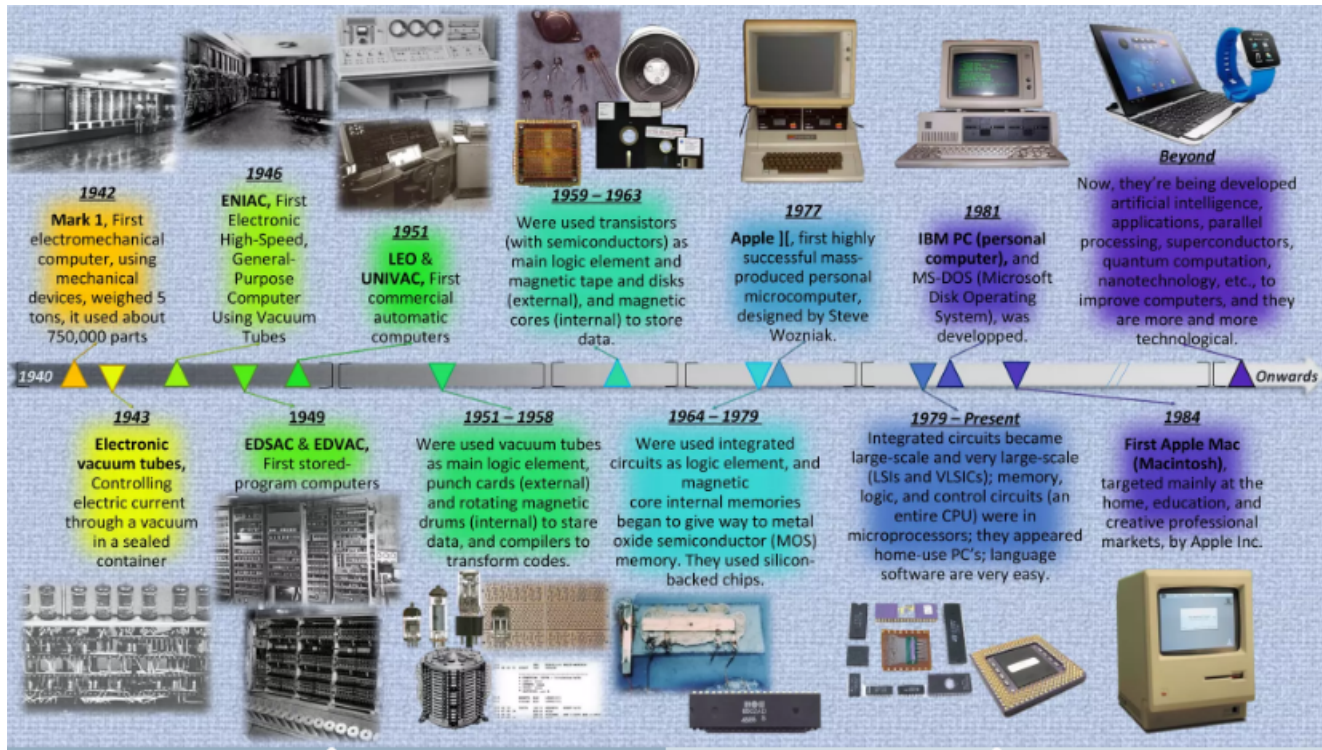 1942
Mark 1, First
electromechanical
computer, using
mechanical
devices, weighed 5
tons, it used about
750,000 parts
1946
ENIAC, First
Electronic
High-Speed,
General-
Purpose
Computer
Using Vacuum
Tubes
1951
LEO &
UNIVAC, First
commercial
automatic
computers
1959 – 1963
Were used transistors
(with semiconductors) as
main logic element and
magnetic tape and disks
(external), and magnetic
cores (internal) to store
data.
1977
Apple ][, first highly
successful mass-
produced personal
microcomputer,
designed by Steve
Wozniak.
1981
IBM PC (personal
computer), and
MS-DOS (Microsoft
Disk Operating
System), was
developped.
Beyond
Now, they're being developed
artificial intelligence,
applications, parallel
processing, superconductors,
quantum computation,
nanotechnology, etc., to
improve computers, and they
are more and more
technological.
1940
Onwards
1943
Electronic
vacuum tubes,
Controlling
electric current
through a vacuum
in a sealed
container
1949
EDSAC & EDVAC,
First stored-
program computers
1951 – 1958
Were used vacuum tubes
as main logic element,
punch cards (external)
and rotating magnetic
drums (internal) to stare
data, and compilers to
transform codes.
1964 – 1979
Were used integrated
circuits as logic element, and
magnetic
core internal memories
began to give way to metal
oxide semiconductor (MOS)
memory. They used silicon-
backed chips.
1979 – Present
Integrated circuits became
large-scale and very large-scale
(LSIs and VLSICs); memory,
logic, and control circuits (an
entire CPU) were in
microprocessors; they appeared
home-use PC's; language
software are very easy.
1984
First Apple Mac
(Macintosh),
targeted mainly at the
home, education, and
creative professional
markets, by Apple Inc.